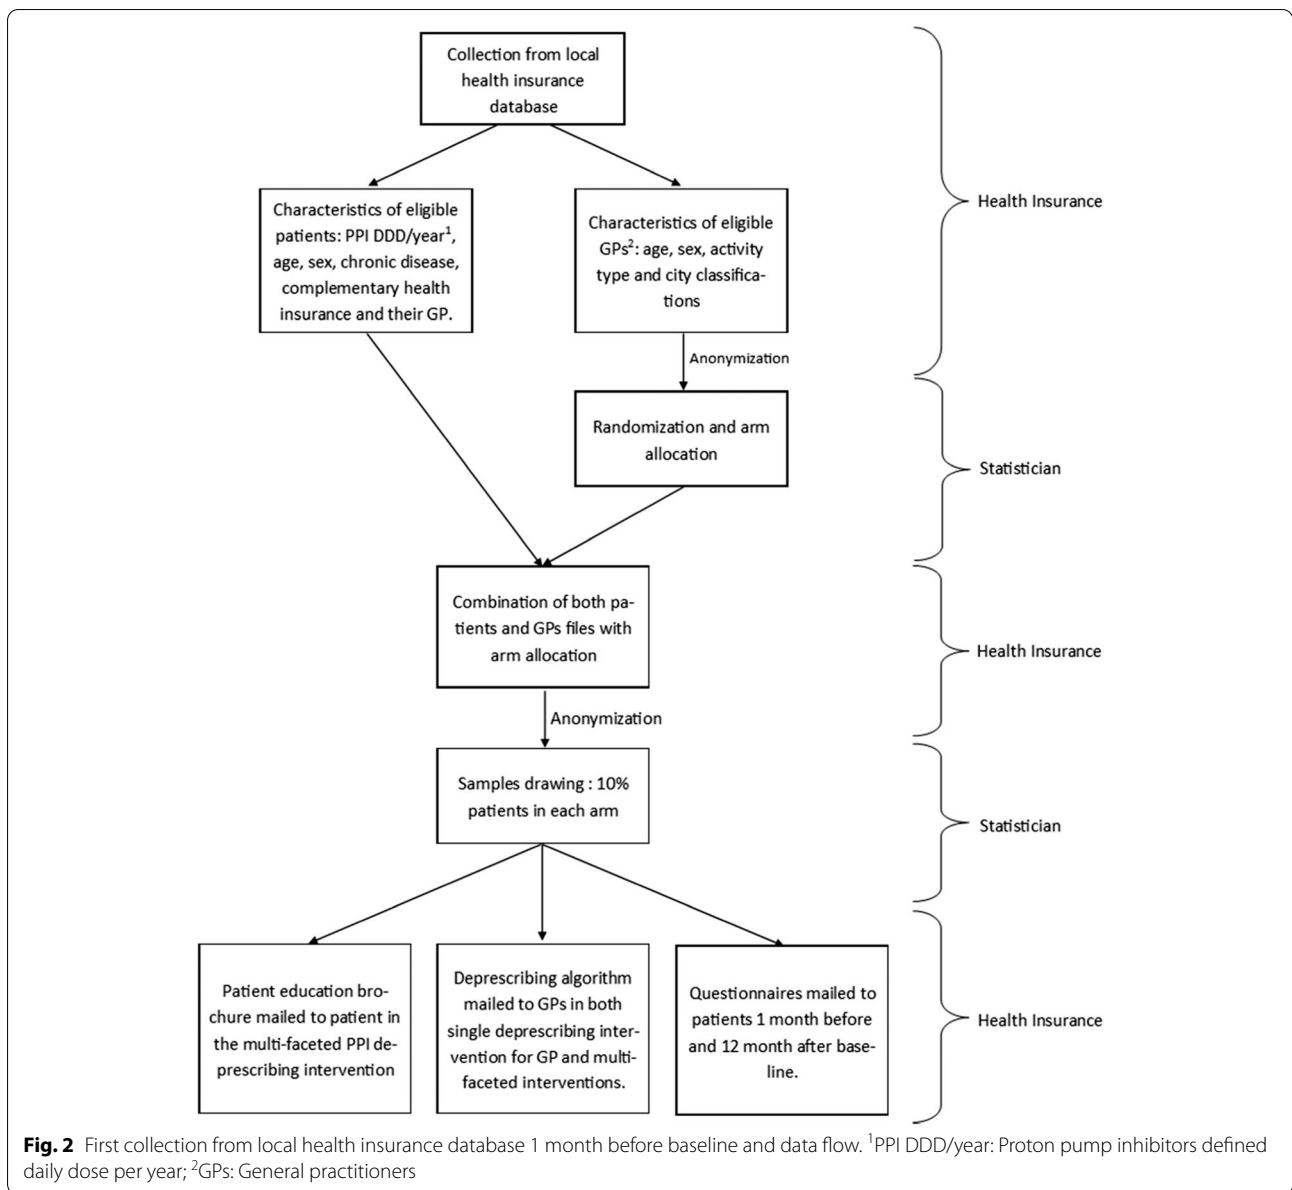 Collection from local
health insurance
database
Characteristics of eligible
patients: PPI DDD/year¹,
age, sex, chronic disease,
complementary health
insurance and their GP.
Characteristics of eligible
GPs²: age, sex, activity
type and city classifica-
tions
Health Insurance
Anonymization
Randomization and arm
allocation
Statistician
Combination of both pa-
tients and GPs files with
arm allocation
Health Insurance
Anonymization
Samples drawing : 10%
patients in each arm
Statistician
Patient education bro-
chure mailed to patient in
the multi-faceted PPI de-
prescribing intervention
Deprescribing algorithm
mailed to GPs in both
single deprescribing inter-
vention for GP and multi-
faceted interventions.
Questionnaires mailed to
patients 1 month before
and 12 month after base-
line.
Health Insurance
Fig. 2 First collection from local health insurance database 1 month before baseline and data flow. ¹PPI DDD/year: Proton pump inhibitors defined
daily dose per year; ²GPs: General practitioners